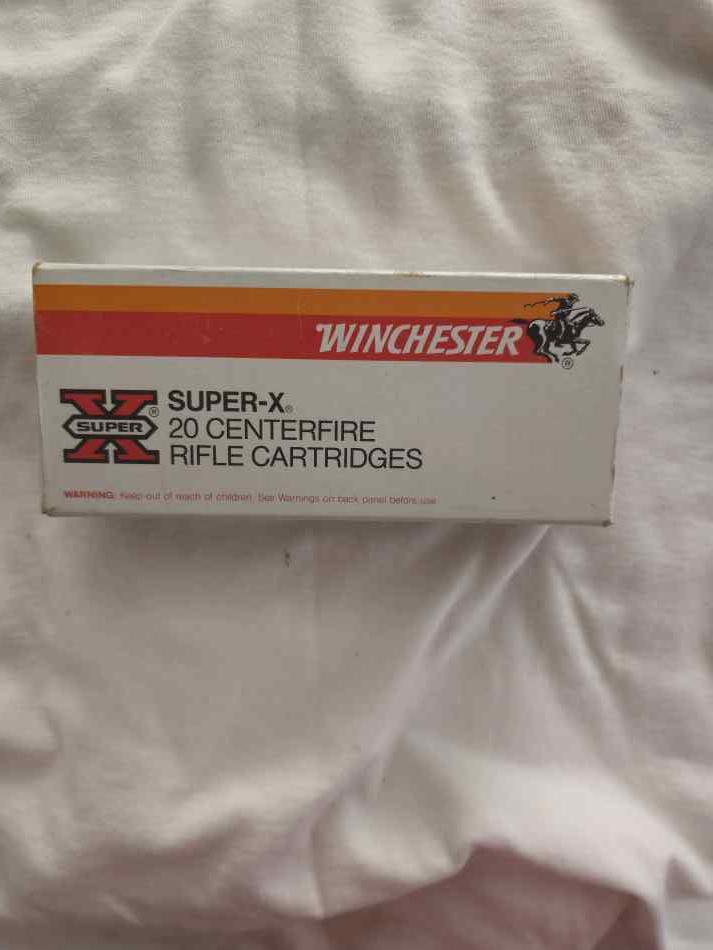 WINCHESTER
®
SUPER
®
SUPER-X®
20 CENTERFIRE
RIFLE CARTRIDGES
WARNING: Keep out of reach of children. See Warnings on back panel before use